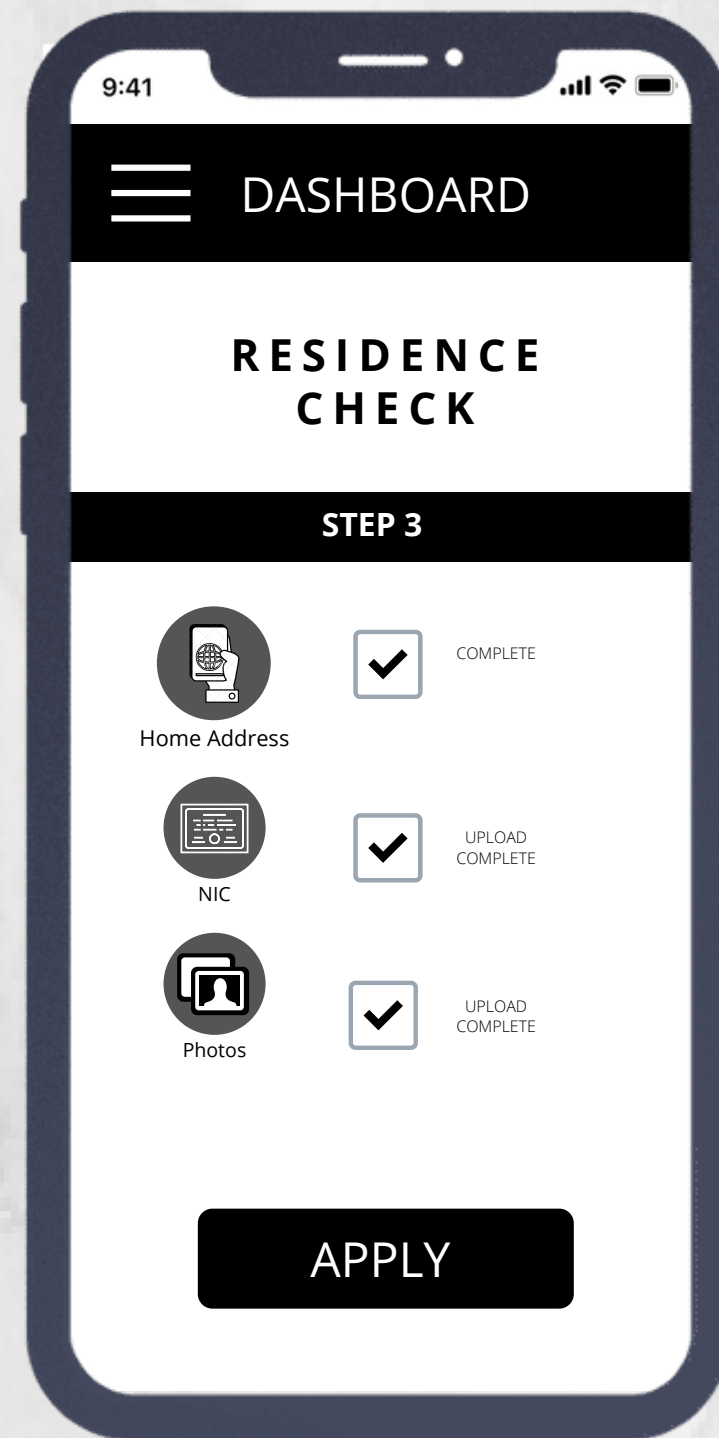 9:41
DASHBOARD
RESIDENCE
CHECK
STEP 3
COMPLETE
Home Address
UPLOAD
COMPLETE
NIC
UPLOAD
COMPLETE
Photos
APPLY